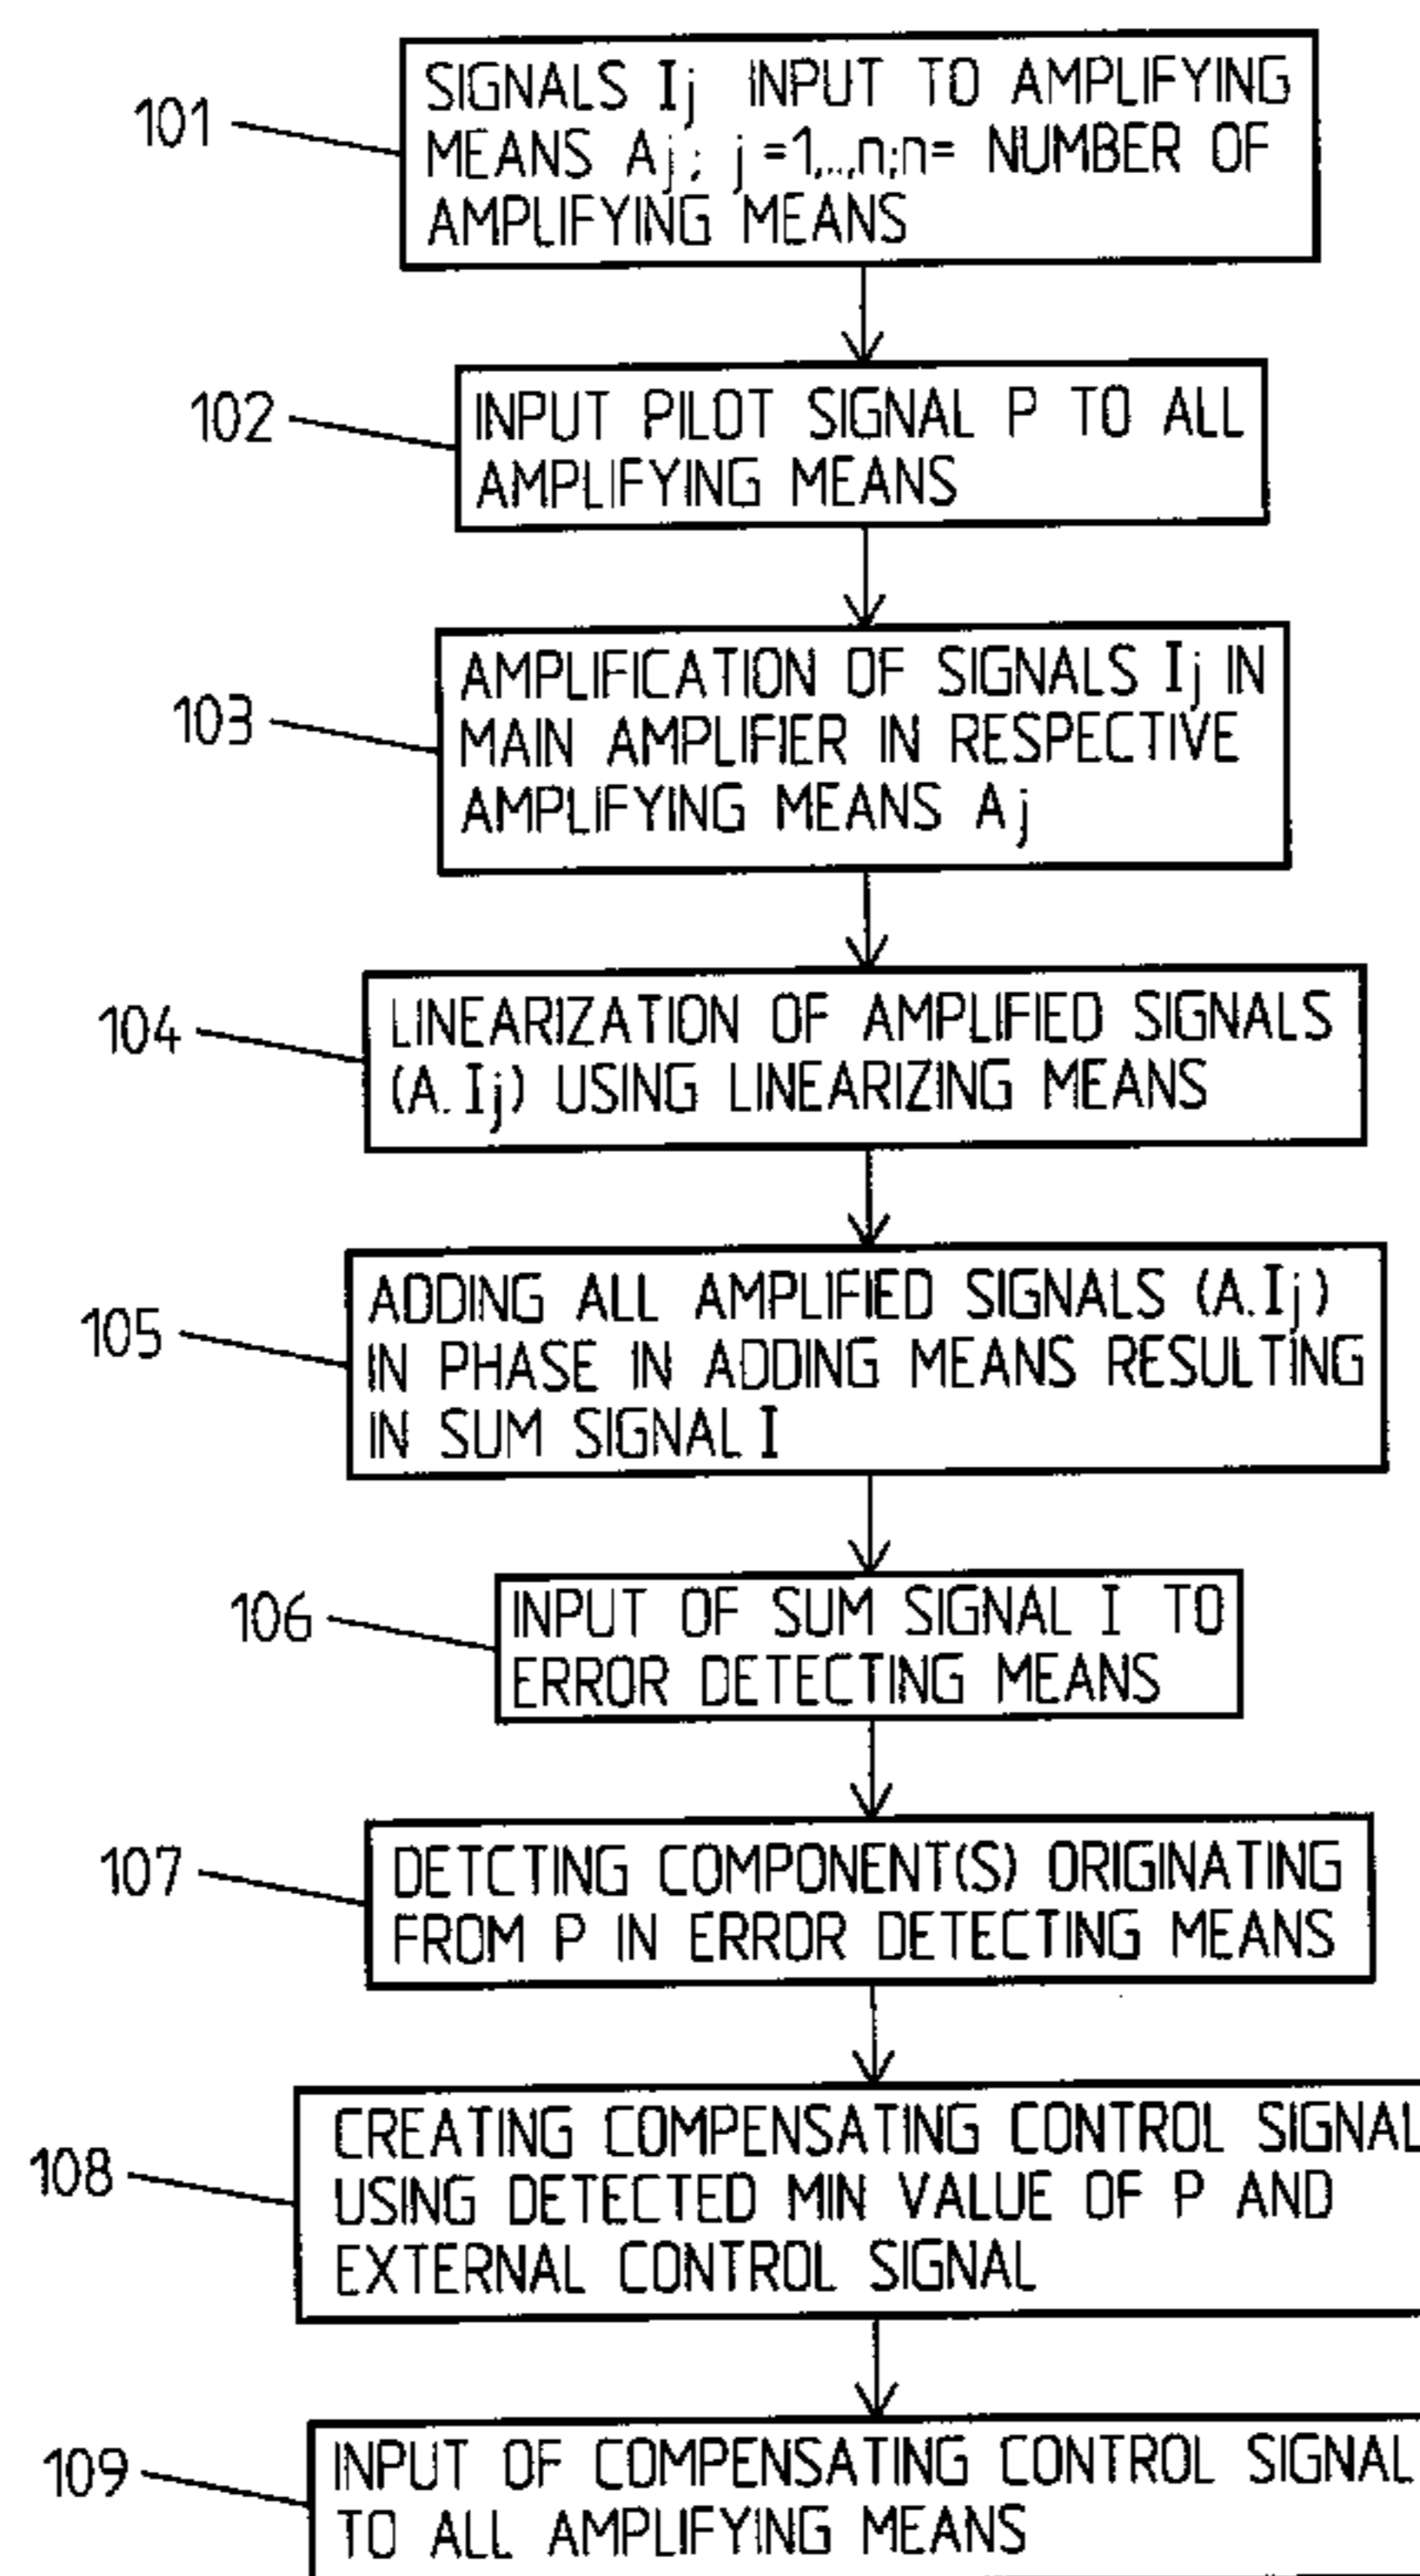 101
SIGNALS Ij INPUT TO AMPLIFYING
MEANS Aj; j=1,..,n;n= NUMBER OF
AMPLIFYING MEANS
102
INPUT PILOT SIGNAL P TO ALL
AMPLIFYING MEANS
103
AMPLIFICATION OF SIGNALS Ij IN
MAIN AMPLIFIER IN RESPECTIVE
AMPLIFYING MEANS Aj
104
LINEARIZATION OF AMPLIFIED SIGNALS
(A.Ij) USING LINEARIZING MEANS
105
ADDING ALL AMPLIFIED SIGNALS (A.Ij)
IN PHASE IN ADDING MEANS RESULTING
IN SUM SIGNAL I
106
INPUT OF SUM SIGNAL I TO
ERROR DETECTING MEANS
107
DETCTING COMPONENT(S) ORIGINATING
FROM P IN ERROR DETECTING MEANS
108
CREATING COMPENSATING CONTROL SIGNAL
USING DETECTED MIN VALUE OF P AND
EXTERNAL CONTROL SIGNAL
109
INPUT OF COMPENSATING CONTROL SIGNAL
TO ALL AMPLIFYING MEANS